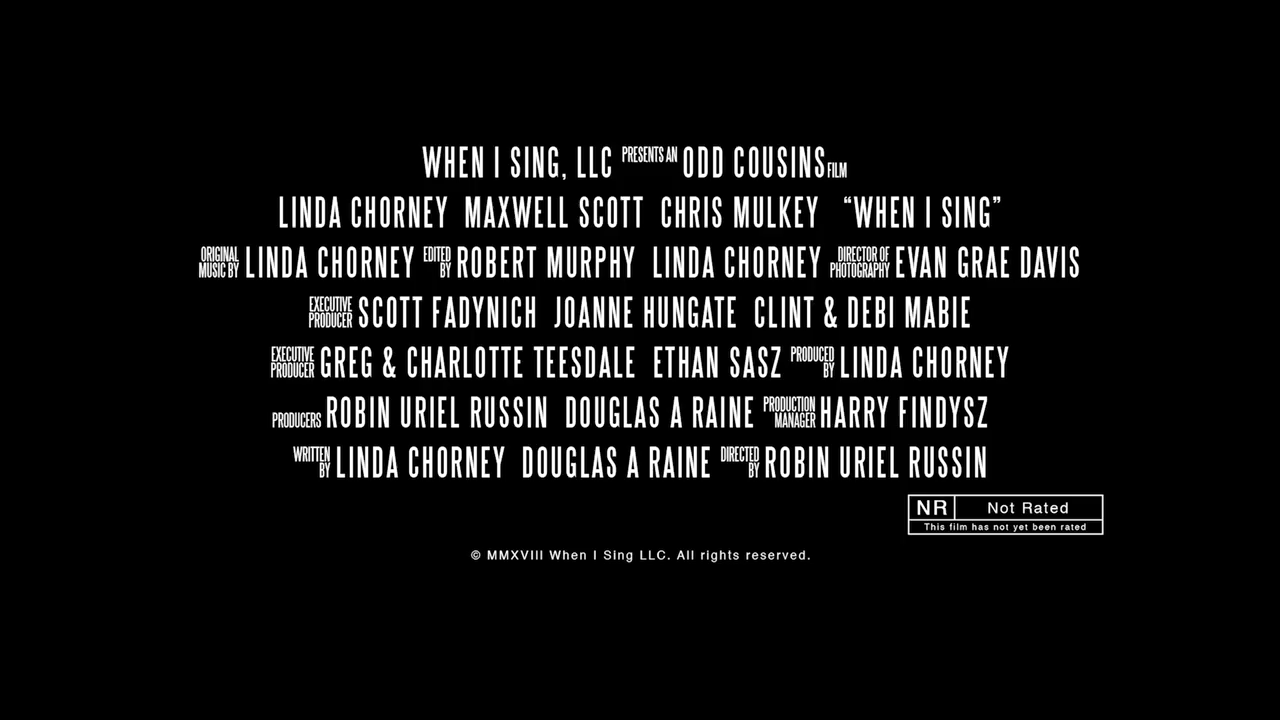 WHEN I SING, LLC PRESENTS AN ODD COUSINS FILM
LINDA CHORNEY MAXWELL SCOTT CHRIS MULKEY “WHEN I SING”
ORIGINAL MUSIC BY LINDA CHORNEY EDITED BY ROBERT MURPHY LINDA CHORNEY DIRECTOR OF PHOTOGRAPHY EVAN GRAE DAVIS
EXECUTIVE PRODUCER SCOTT FADYNICH JOANNE HUNGATE CLINT & DEBI MABIE
EXECUTIVE PRODUCER GREG & CHARLOTTE TEESDALE ETHAN SASZ PRODUCED BY LINDA CHORNEY
PRODUCERS ROBIN URIEL RUSSIN DOUGLAS A RAINE PRODUCTION MANAGER HARRY FINDYSZ
WRITTEN BY LINDA CHORNEY DOUGLAS A RAINE DIRECTED BY ROBIN URIEL RUSSIN
NR Not Rated
This film has not yet been rated
© MMXVIII When I Sing LLC. All rights reserved.